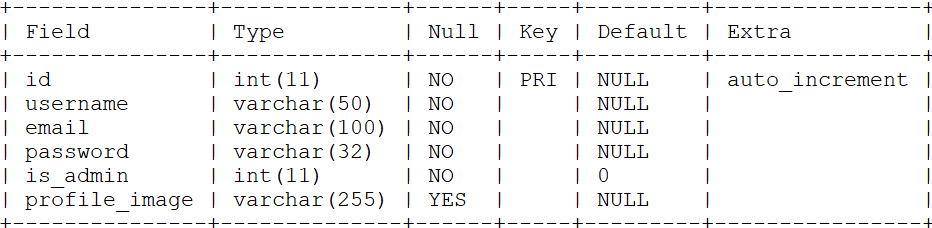 +----------------+--------------+------+-----+---------+----------------+
| Field          | Type         | Null | Key | Default | Extra          |
+----------------+--------------+------+-----+---------+----------------+
| id             | int(11)      | NO   | PRI | NULL    | auto_increment |
| username       | varchar(50)  | NO   |     | NULL    |                |
| email          | varchar(100) | NO   |     | NULL    |                |
| password       | varchar(32)  | NO   |     | NULL    |                |
| is_admin       | int(11)      | NO   |     | 0       |                |
| profile_image  | varchar(255) | YES  |     | NULL    |                |
+----------------+--------------+------+-----+---------+----------------+